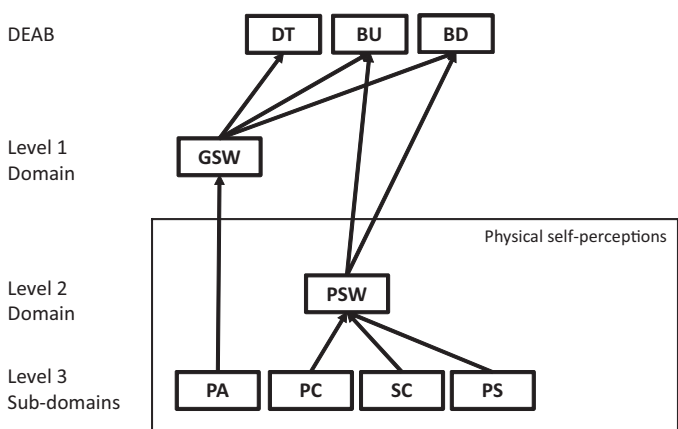 DEAB
DT BU BD
Level 1
Domain
GSW
Physical self-perceptions
Level 2
Domain
PSW
Level 3
Sub-domains
PA PC SC PS